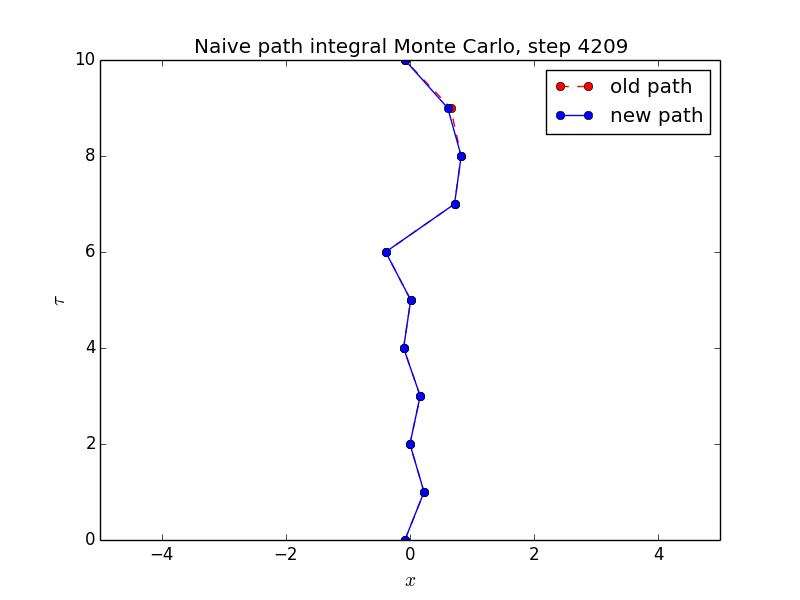 Naive path integral Monte Carlo, step 4209
10
old path
new path
8
6
τ
4
2
0
−4
−2
0
2
4
x